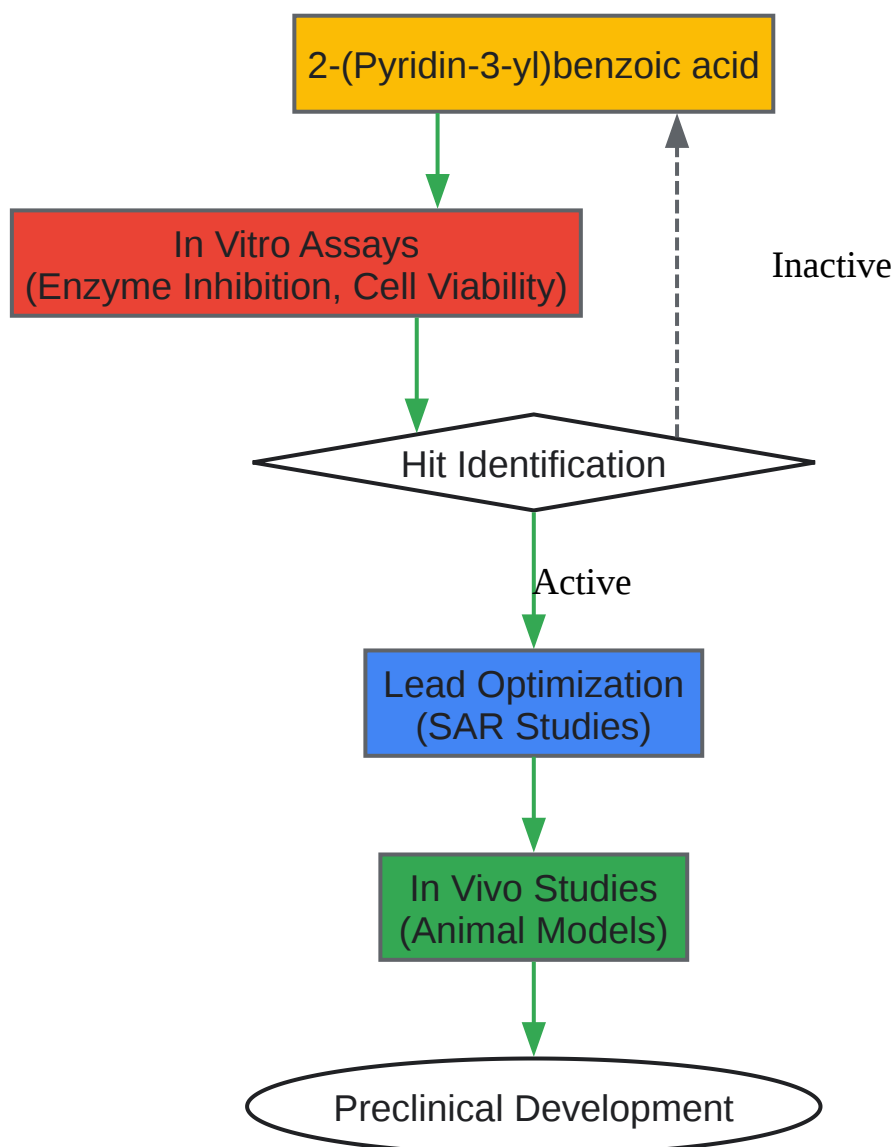 2-(Pyridin-3-yl)benzoic acid
In Vitro Assays
(Enzyme Inhibition, Cell Viability)
Inactive
Hit Identification
Active
Lead Optimization
(SAR Studies)
In Vivo Studies
(Animal Models)
Preclinical Development